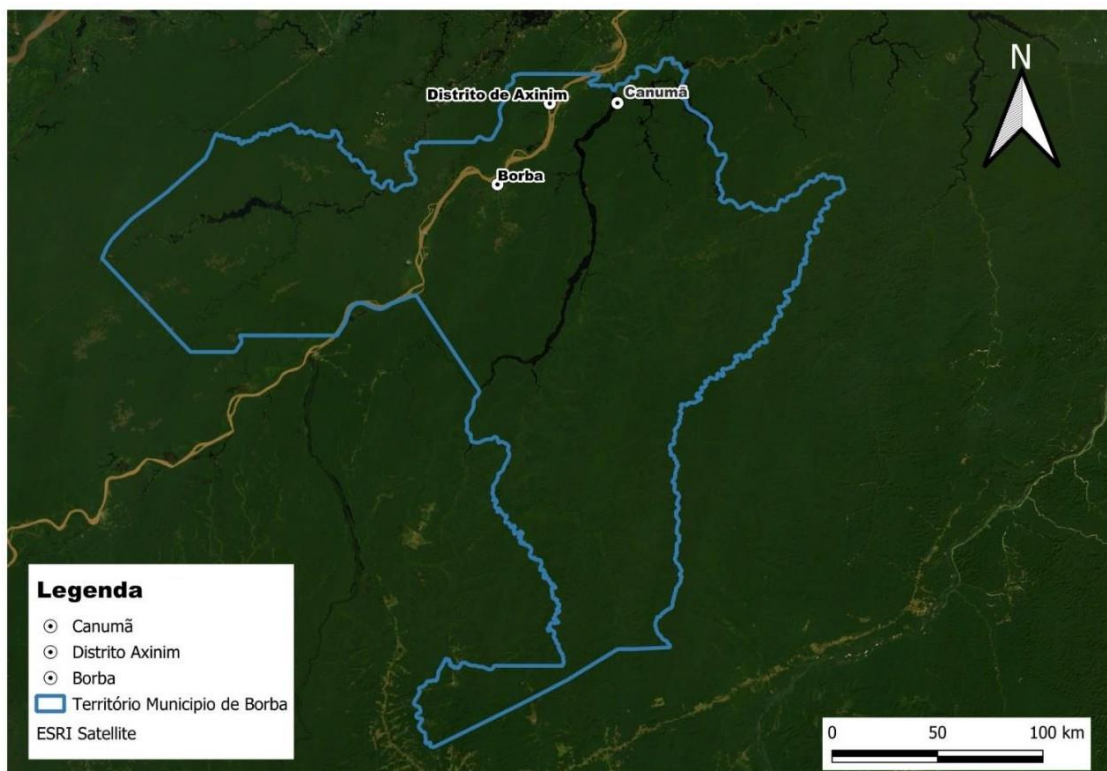 N
Distrito de Axinim
Canumã
Borba
Legenda
Canumã
Distrito Axinim
Borba
Território Municipio de Borba
ESRI Satellite
0 50 100 km